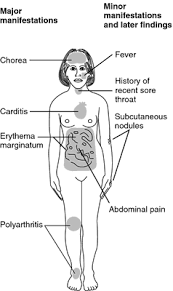 Major
manifestations
Minor
manifestations
and later findings
Chorea
Fever
History of
recent sore
throat
Carditis
Subcutaneous
nodules
Erythema
marginatum
Abdominal pain
Polyarthritis